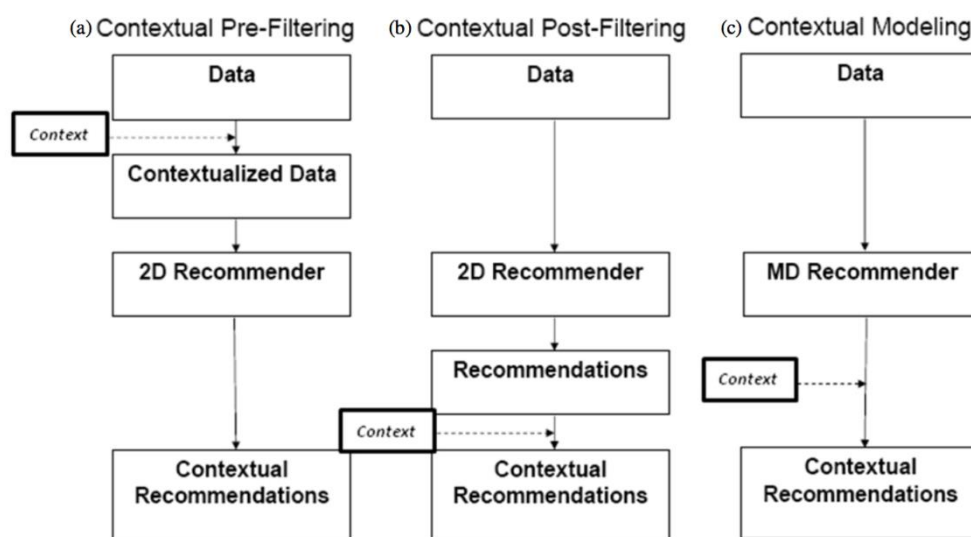 (a) Contextual Pre-Filtering
Data
Context
Contextualized Data
2D Recommender
Contextual
Recommendations
(b) Contextual Post-Filtering
Data
2D Recommender
Recommendations
Context
Contextual
Recommendations
(c) Contextual Modeling
Data
MD Recommender
Context
Contextual
Recommendations